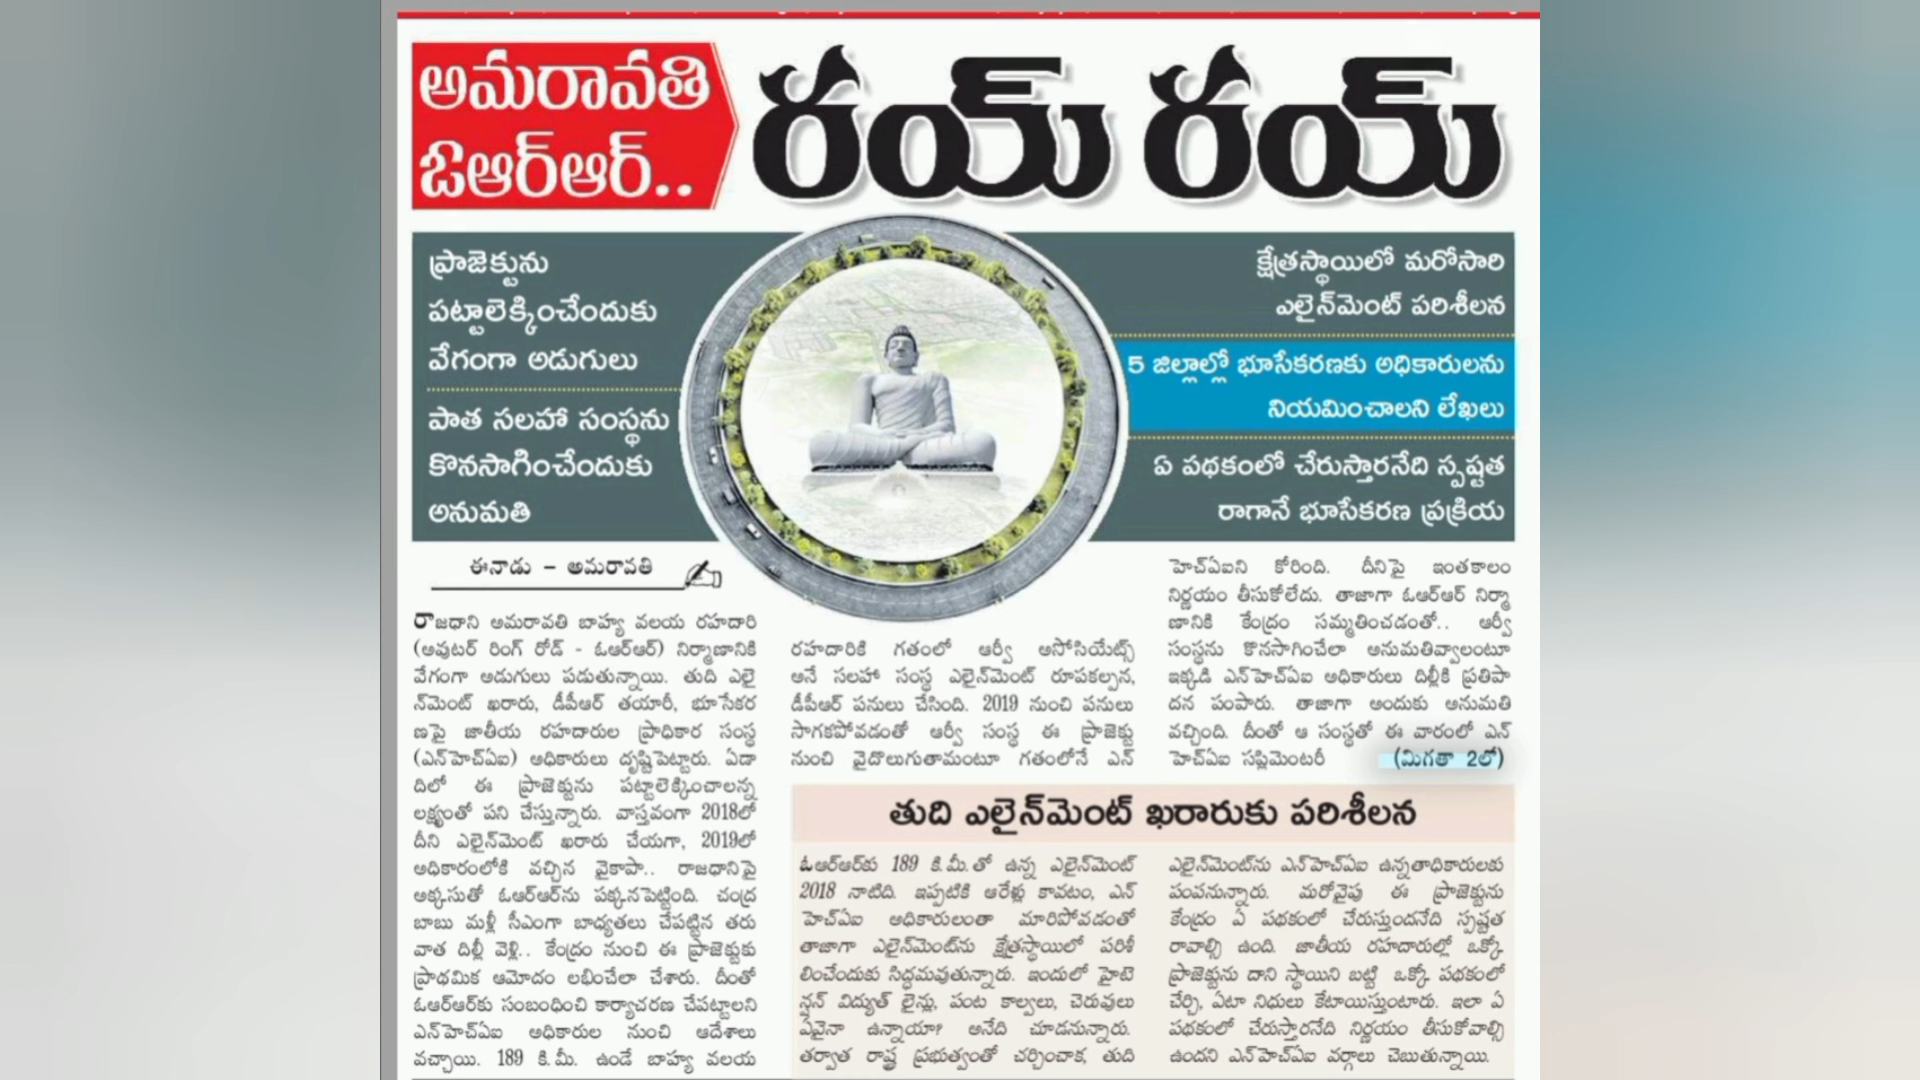 అమరావతి
ఓఆర్ఆర్..
రయ్ రయ్
ప్రాజెక్టును
పట్టాలెక్కించేందుకు
వేగంగా అడుగులు
పాత సలహా సంస్థను
కొనసాగించేందుకు
అనుమతి
క్షేత్రస్థాయిలో మరోసారి
ఎలైన్‌మెంట్ పరిశీలన
5 జిల్లాల్లో భూసేకరణకు అధికారులను
నియమించాలని లేఖలు
ఏ పథకంలో చేరుస్తారనేది స్పష్టత
రాగానే భూసేకరణ ప్రక్రియ
ఈనాడు - అమరావతి
రాజధాని అమరావతి బాహ్య వలయ రహదారి
(అవుటర్ రింగ్ రోడ్ - ఓఆర్ఆర్) నిర్మాణానికి
వేగంగా అడుగులు పడుతున్నాయి. తుది ఎలై
న్‌మెంట్ ఖరారు, డీపీఆర్ తయారీ, భూసేకర
ణపై జాతీయ రహదారుల ప్రాధికార సంస్థ
(ఎన్‌హెచ్ఏఐ) అధికారులు దృష్టిపెట్టారు. ఏడా
దిలో ఈ ప్రాజెక్టును పట్టాలెక్కించాలన్న
లక్ష్యంతో పని చేస్తున్నారు. వాస్తవంగా 2018లో
దీని ఎలైన్‌మెంట్ ఖరారు చేయగా, 2019లో
అధికారంలోకి వచ్చిన వైకాపా.. రాజధానిపై
అక్కసుతో ఓఆర్ఆర్‌ను పక్కనపెట్టింది. చంద్ర
బాబు మళ్లీ సీఎంగా బాధ్యతలు చేపట్టిన తరు
వాత దిల్లీ వెళ్లి.. కేంద్రం నుంచి ఈ ప్రాజెక్టుకు
ప్రాథమిక ఆమోదం లభించేలా చేశారు. దీంతో
ఓఆర్ఆర్‌కు సంబంధించి కార్యాచరణ చేపట్టాలని
ఎన్‌హెచ్ఏఐ అధికారుల నుంచి ఆదేశాలు
వచ్చాయి. 189 కి.మీ. ఉండే బాహ్య వలయ
రహదారికి గతంలో ఆర్వీ అసోసియేట్స్
అనే సలహా సంస్థ ఎలైన్‌మెంట్ రూపకల్పన,
డీపీఆర్ పనులు చేసింది. 2019 నుంచి పనులు
సాగకపోవడంతో ఆర్వీ సంస్థ ఈ ప్రాజెక్టు
నుంచి వైదొలుగుతామంటూ గతంలోనే ఎన్
హెచ్ఏఐని కోరింది. దీనిపై ఇంతకాలం
నిర్ణయం తీసుకోలేదు. తాజాగా ఓఆర్ఆర్ నిర్మా
ణానికి కేంద్రం సమ్మతించడంతో.. ఆర్వీ
సంస్థను కొనసాగించేలా అనుమతివ్వాలంటూ
ఇక్కడి ఎన్‌హెచ్ఏఐ అధికారులు దిల్లీకి ప్రతిపా
దన పంపారు. తాజాగా అందుకు అనుమతి
వచ్చింది. దీంతో ఆ సంస్థతో ఈ వారంలో ఎన్
హెచ్ఏఐ సప్లిమెంటరీ (మిగతా 2లో)
తుది ఎలైన్‌మెంట్ ఖరారుకు పరిశీలన
ఓఆర్ఆర్‌కు 189 కి.మీ.తో ఉన్న ఎలైన్‌మెంట్
2018 నాటిది. ఇప్పటికి ఆరేళ్లు కావటం, ఎన్
హెచ్ఏఐ అధికారులంతా మారిపోవడంతో
తాజాగా ఎలైన్‌మెంట్‌ను క్షేత్రస్థాయిలో పరిశీ
లించేందుకు సిద్ధమవుతున్నారు. ఇందులో హైటె
న్షన్ విద్యుత్ లైన్లు, పంట కాల్వలు, చెరువులు
ఏవైనా ఉన్నాయా? అనేది చూడనున్నారు.
తర్వాత రాష్ట్ర ప్రభుత్వంతో చర్చించాక, తుది
ఎలైన్‌మెంట్‌ను ఎన్‌హెచ్ఏఐ ఉన్నతాధికారులకు
పంపనున్నారు. మరోవైపు ఈ ప్రాజెక్టును
కేంద్రం ఏ పథకంలో చేరుస్తుందనేది స్పష్టత
రావాల్సి ఉంది. జాతీయ రహదారుల్లో ఒక్కో
ప్రాజెక్టును దాని స్థాయిని బట్టి ఒక్కో పథకంలో
చేర్చి, ఏటా నిధులు కేటాయిస్తుంటారు. ఇలా ఏ
పథకంలో చేరుస్తారనేది నిర్ణయం తీసుకోవాల్సి
ఉందని ఎన్‌హెచ్ఏఐ వర్గాలు చెబుతున్నాయి.